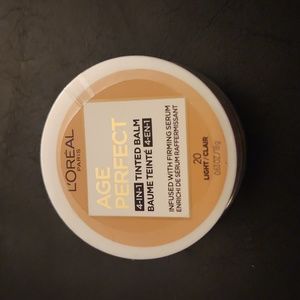 L'ORÉAL
PARIS
AGE
PERFECT
4-IN-1 TINTED BALM
BAUME TEINTÉ 4-EN-1
INFUSED WITH FIRMING SERUM
ENRICHI DE SÉRUM RAFFERMISSANT
20
LIGHT / CLAIR